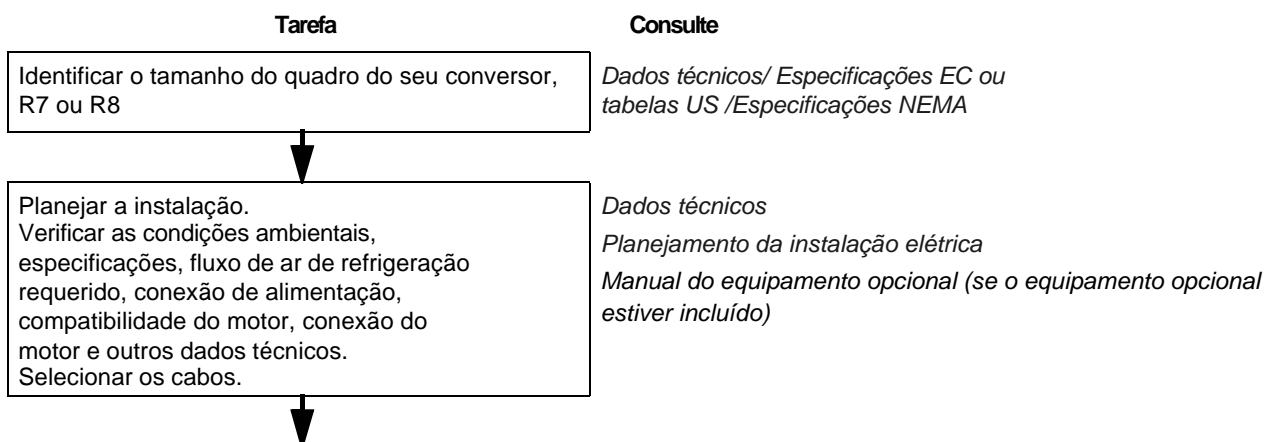 Tarefa
Consulte
Identificar o tamanho do quadro do seu conversor,
R7 ou R8
Dados técnicos/ Especificações EC ou
tabelas US /Especificações NEMA
Planejar a instalação.
Verificar as condições ambientais,
especificações, fluxo de ar de refrigeração
requerido, conexão de alimentação,
compatibilidade do motor, conexão do
motor e outros dados técnicos.
Selecionar os cabos.
Dados técnicos
Planejamento da instalação elétrica
Manual do equipamento opcional (se o equipamento opcional
estiver incluído)